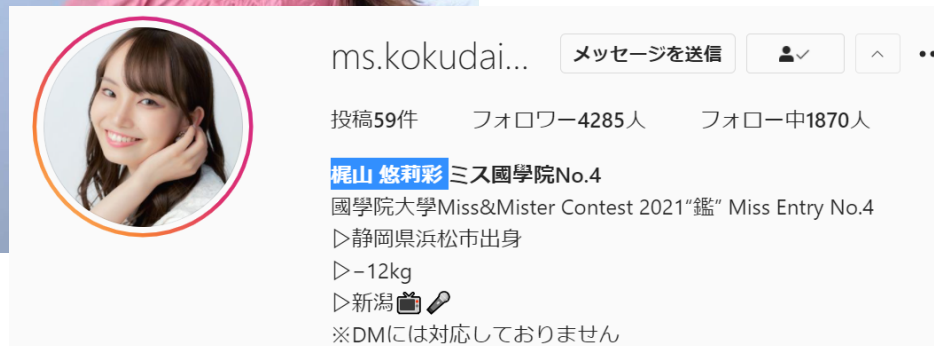 ms.kokudai... メッセージを送信
投稿59件 フォロワー4285人 フォロー中1870人
梶山 悠莉彩 ミス國學院No.4
國學院大學Miss&Mister Contest 2021“鑑” Miss Entry No.4
▷静岡県浜松市出身
▷−12kg
▷新潟📺🎤
※DMには対応しておりません